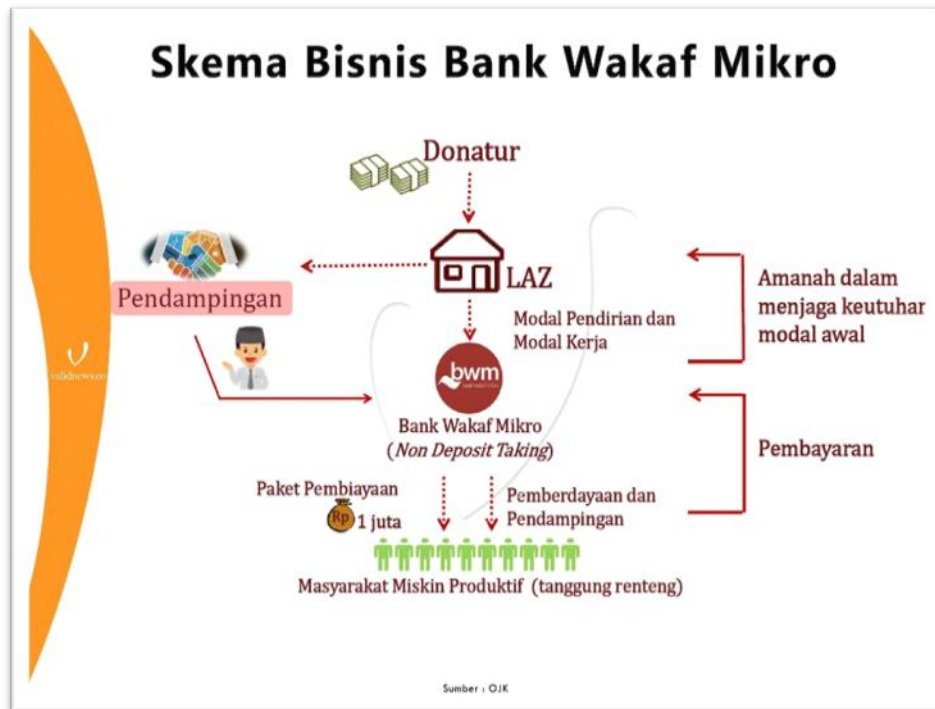 Skema Bisnis Bank Wakaf Mikro
Donatur
LAZ
Pendampingan
Modal Pendirian dan
Modal Kerja
Amanah dalam
menjaga keutuhar
modal awal
validnews.co
bwm
Bank Wakaf Mikro
(Non Deposit Taking)
Pembayaran
Paket Pembiayaan
Rp 1 juta
Pemberdayaan dan
Pendampingan
Masyarakat Miskin Produktif (tanggung renteng)
Sumber : OJK